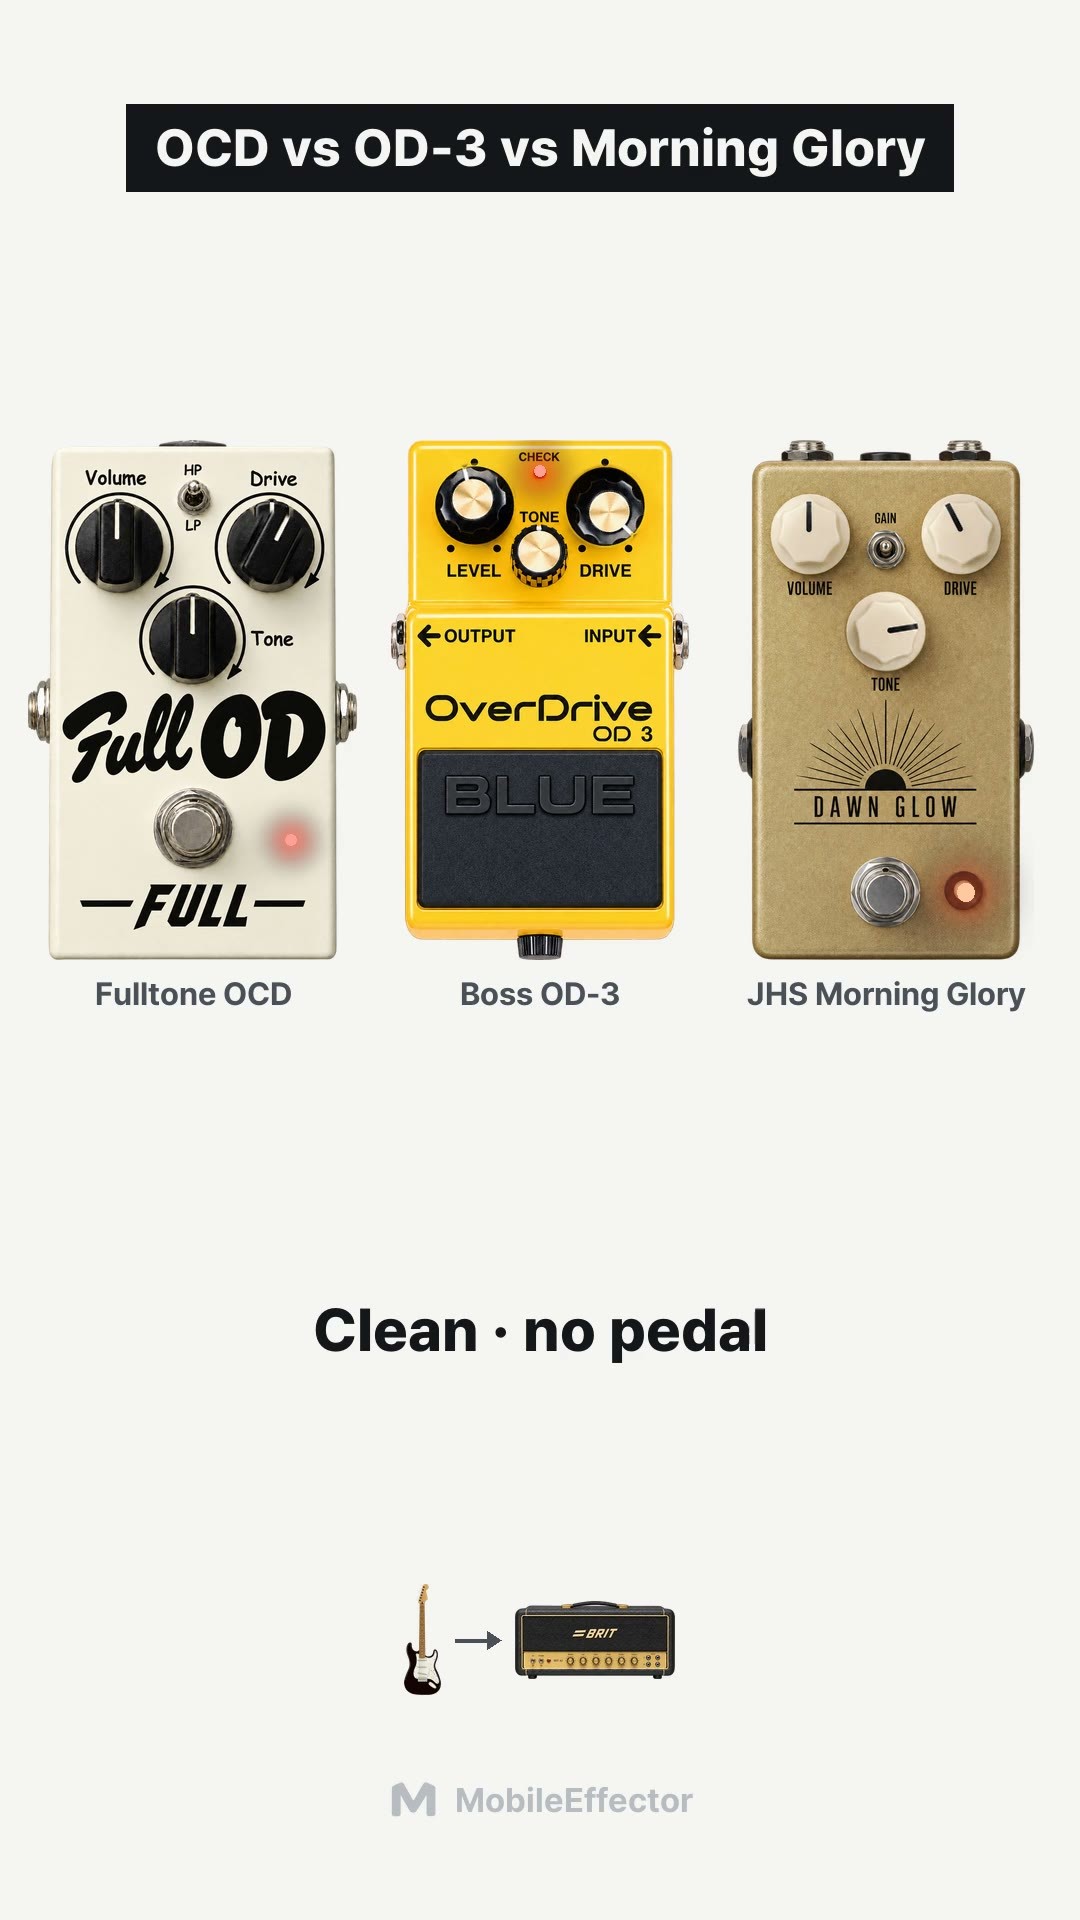 OCD vs OD-3 vs Morning Glory
Volume
HP
LP
Drive
Tone
Full OD
FULL
Fulltone OCD
CHECK
TONE
LEVEL
DRIVE
OUTPUT
INPUT
OverDrive
OD 3
BLUE
Boss OD-3
GAIN
VOLUME
DRIVE
TONE
DAWN GLOW
JHS Morning Glory
Clean · no pedal
BRIT
MobileEffector